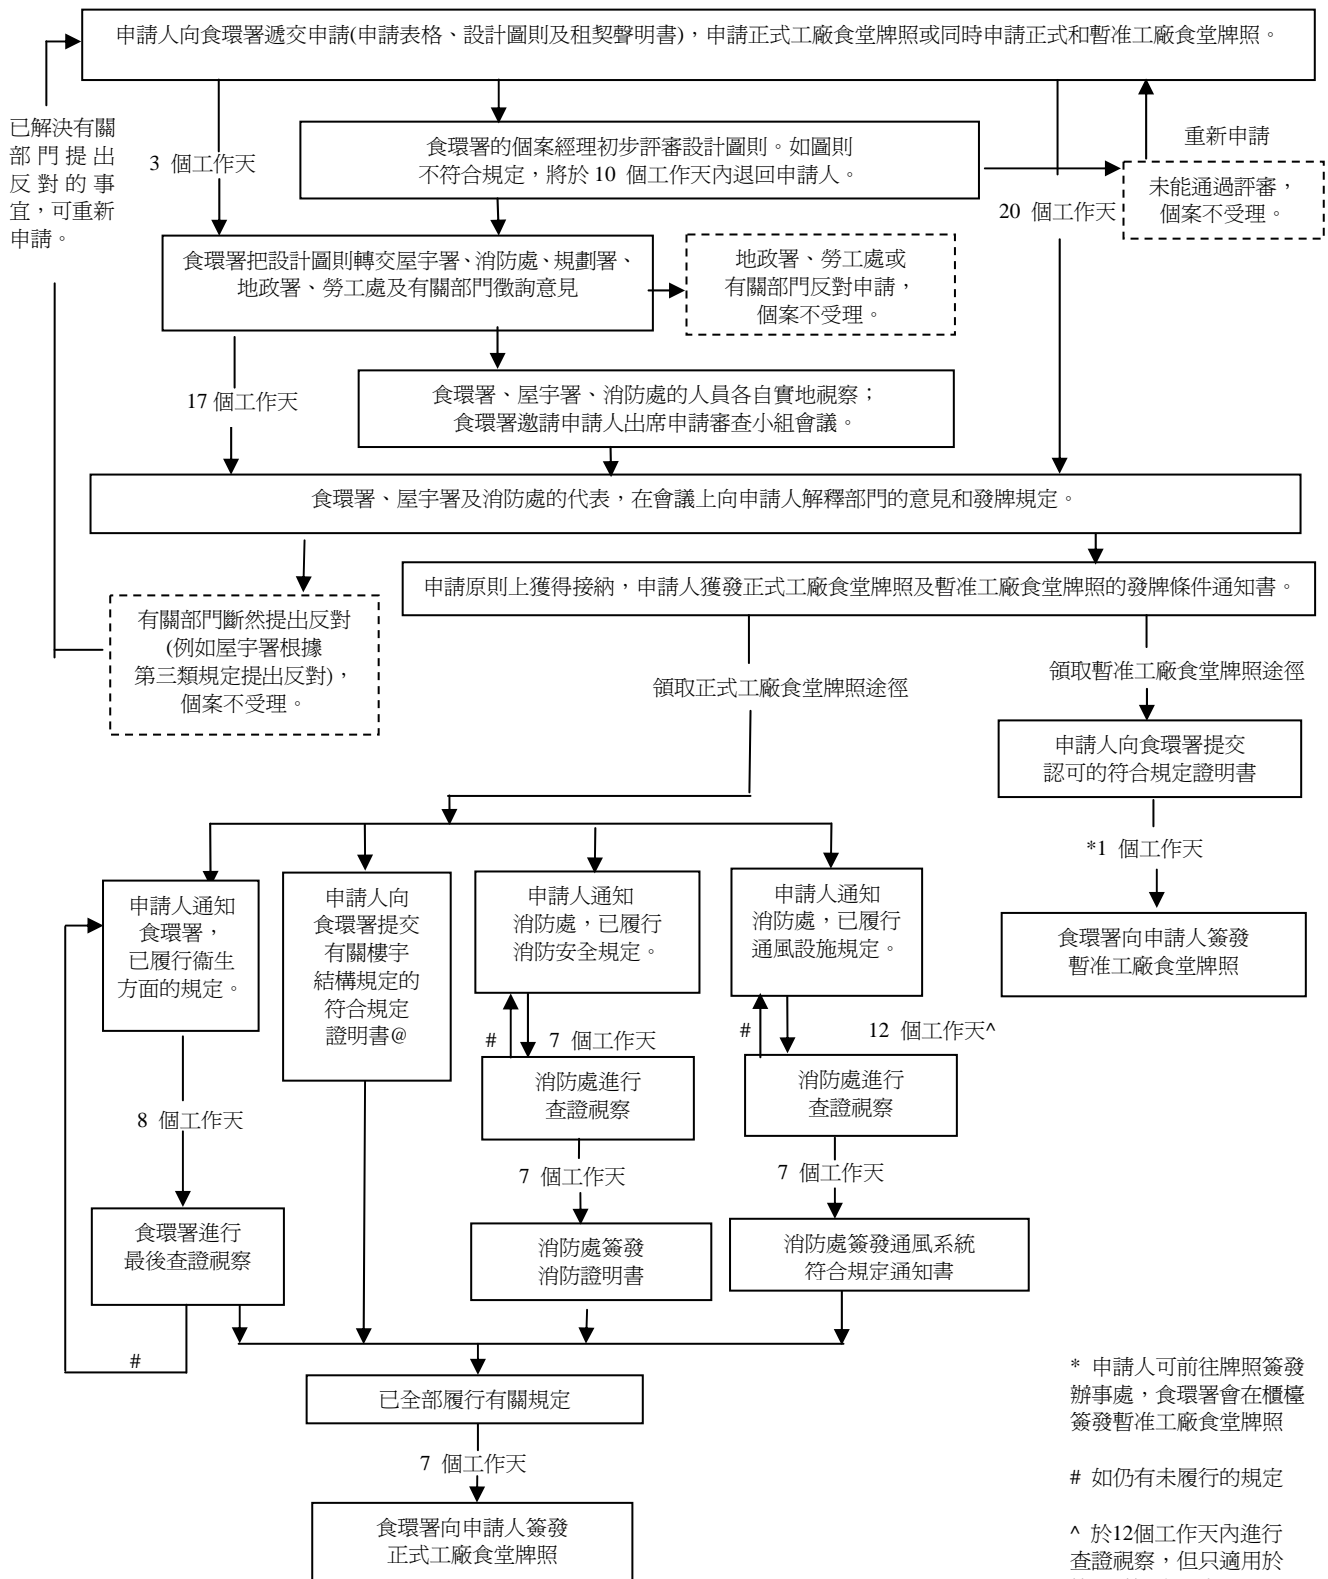 申請人向食環署遞交申請(申請表格、設計圖則及租契聲明書)，申請正式工廠食堂牌照或同時申請正式和暫准工廠食堂牌照。
已解決有關
部門提出
反對的事
宜，可重新
申請。
3 個工作天
食環署的個案經理初步評審設計圖則。如圖則
不符合規定，將於 10 個工作天內退回申請人。
重新申請
未能通過評審，
個案不受理。
20 個工作天
食環署把設計圖則轉交屋宇署、消防處、規劃署、
地政署、勞工處及有關部門徵詢意見
地政署、勞工處或
有關部門反對申請，
個案不受理。
17 個工作天
食環署、屋宇署、消防處的人員各自實地視察；
食環署邀請申請人出席申請審查小組會議。
食環署、屋宇署及消防處的代表，在會議上向申請人解釋部門的意見和發牌規定。
申請原則上獲得接納，申請人獲發正式工廠食堂牌照及暫准工廠食堂牌照的發牌條件通知書。
有關部門斷然提出反對
(例如屋宇署根據
第三類規定提出反對)，
個案不受理。
領取正式工廠食堂牌照途徑
領取暫准工廠食堂牌照途徑
申請人向食環署提交
認可的符合規定證明書
*1 個工作天
食環署向申請人簽發
暫准工廠食堂牌照
申請人通知
食環署，
已履行衞生
方面的規定。
申請人向
食環署提交
有關樓宇
結構規定的
符合規定
證明書@
申請人通知
消防處，已履行
消防安全規定。
申請人通知
消防處，已履行
通風設施規定。
# 7 個工作天
# 12 個工作天^
消防處進行
查證視察
消防處進行
查證視察
8 個工作天
7 個工作天
7 個工作天
食環署進行
最後查證視察
消防處簽發
消防證明書
消防處簽發通風系統
符合規定通知書
#
已全部履行有關規定
7 個工作天
食環署向申請人簽發
正式工廠食堂牌照
* 申請人可前往牌照簽發
辦事處，食環署會在櫃檯
簽發暫准工廠食堂牌照
# 如仍有未履行的規定
^ 於12個工作天內進行
查證視察，但只適用於